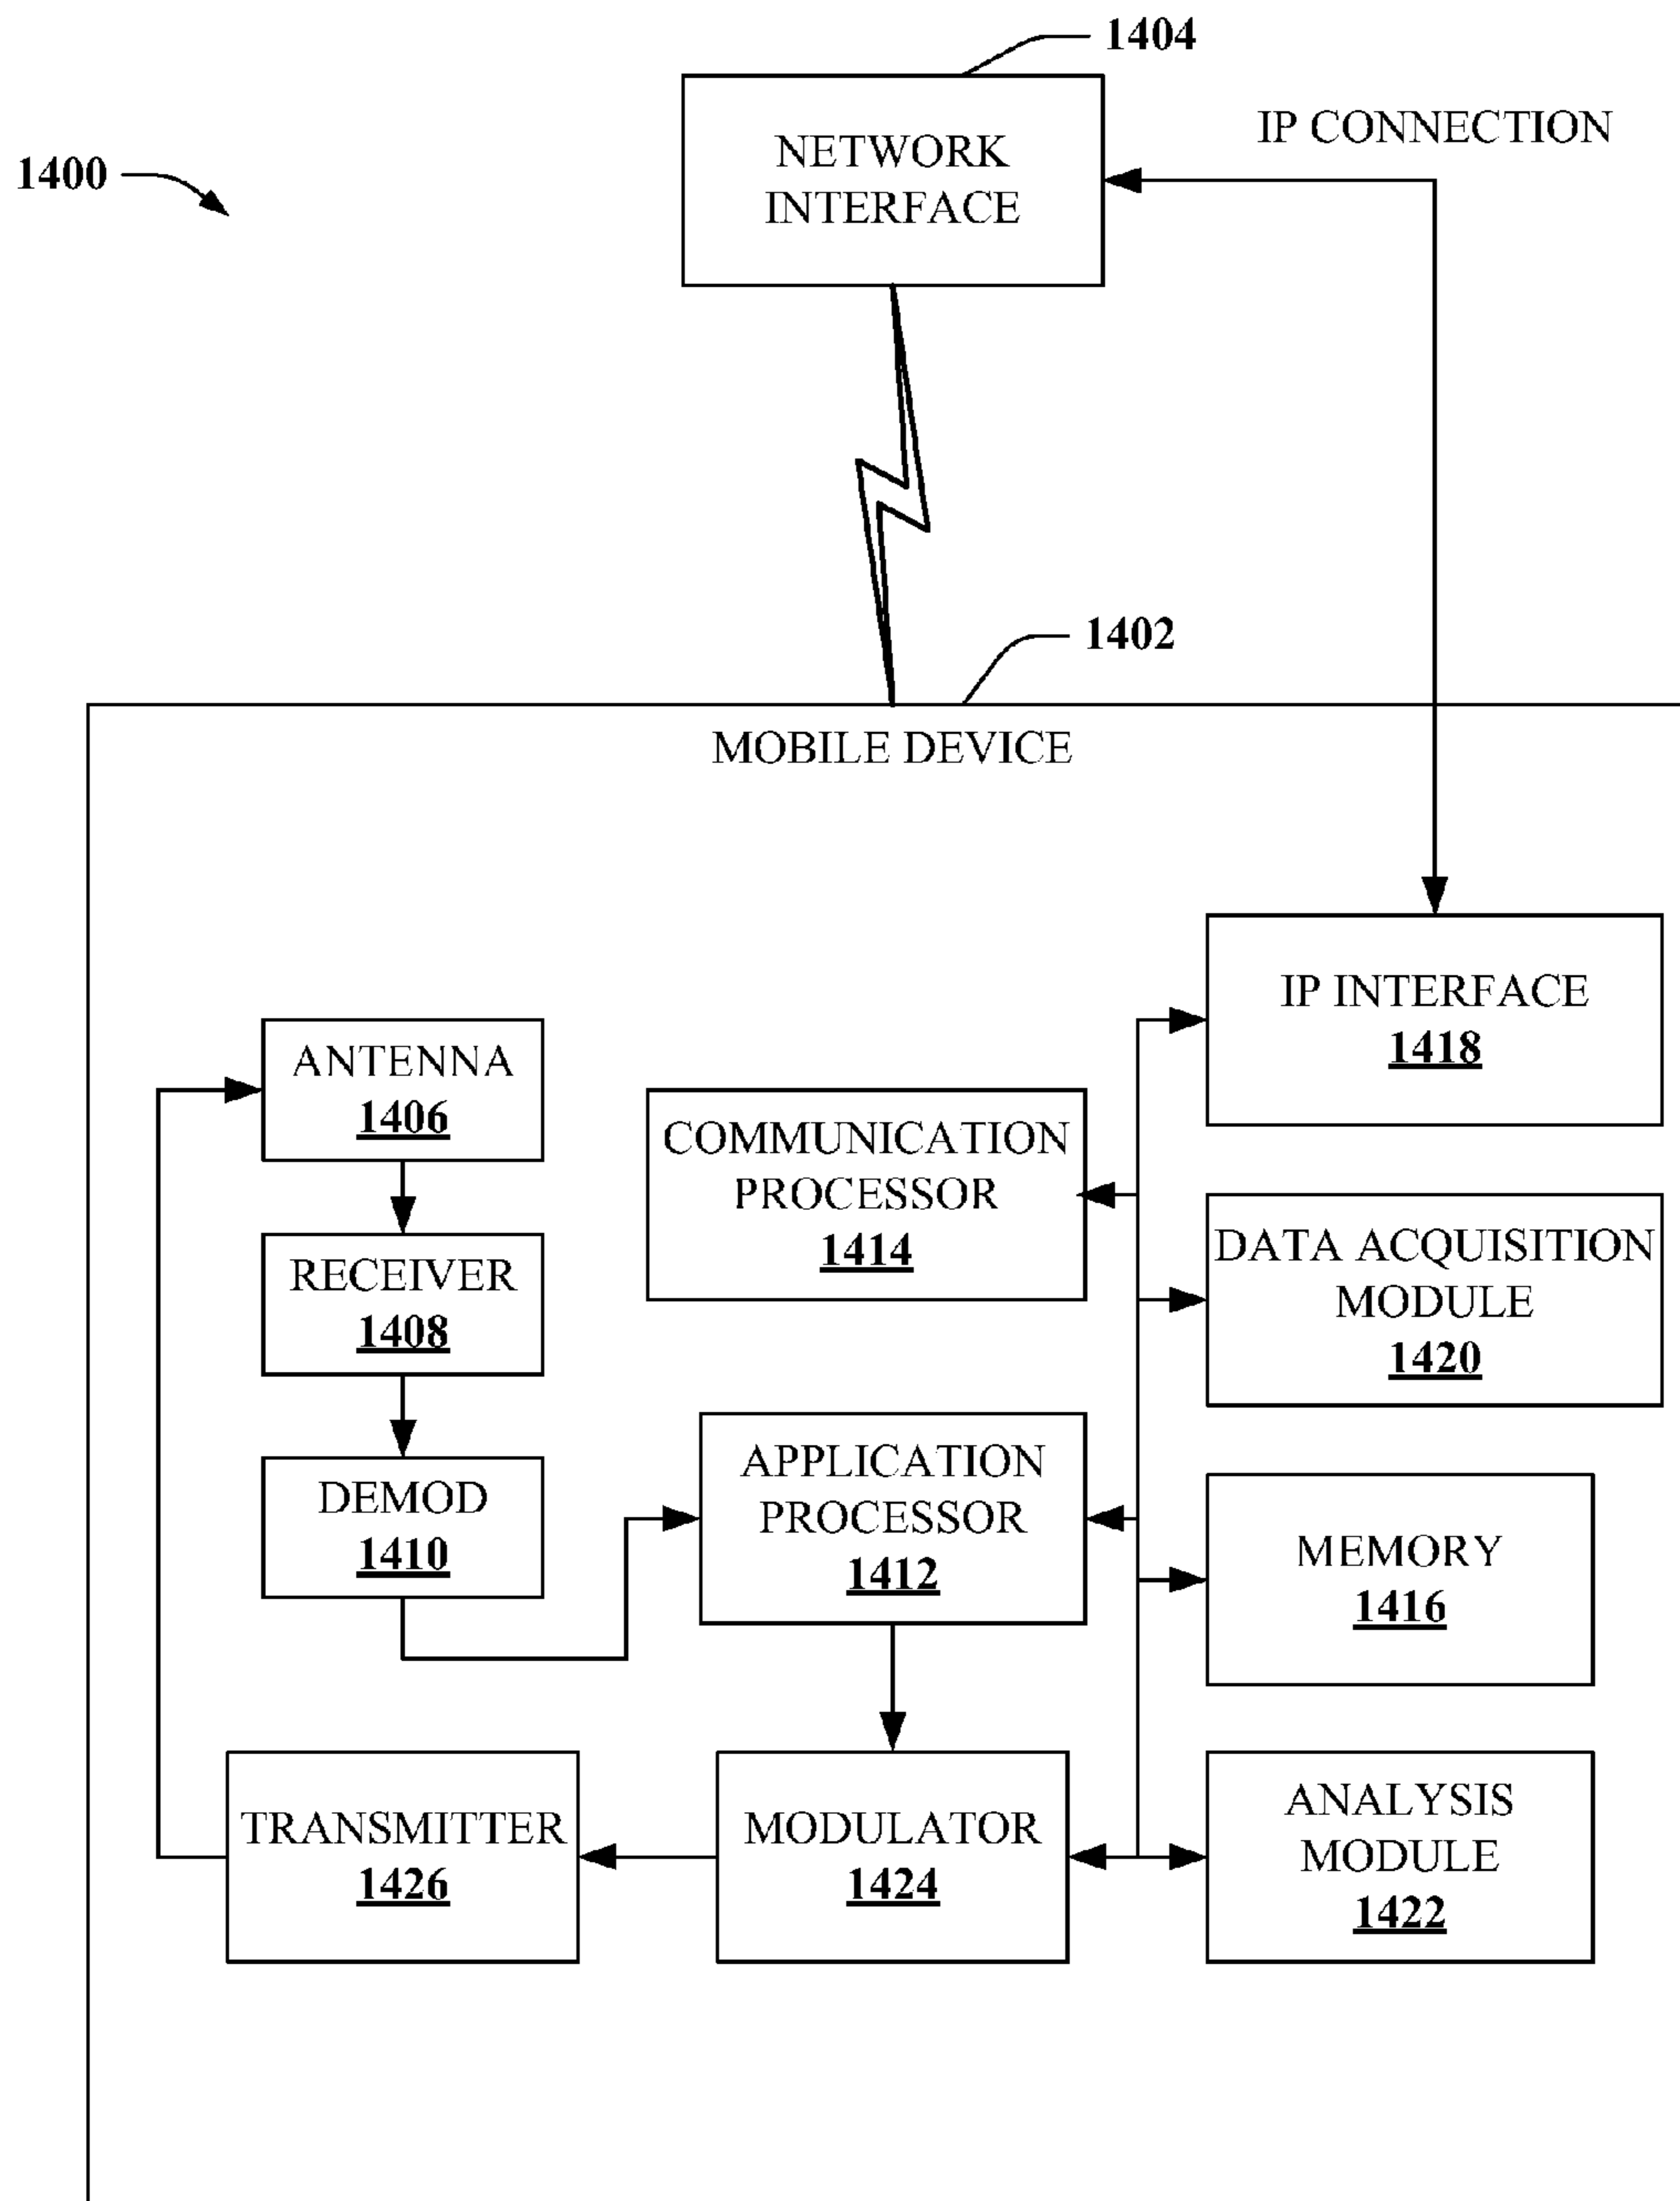 1404
NETWORK
INTERFACE
IP CONNECTION
1400
1402
MOBILE DEVICE
IP INTERFACE
1418
ANTENNA
1406
COMMUNICATION
PROCESSOR
1414
DATA ACQUISITION
MODULE
1420
RECEIVER
1408
APPLICATION
PROCESSOR
1412
DEMOD
1410
MEMORY
1416
TRANSMITTER
1426
MODULATOR
1424
ANALYSIS
MODULE
1422